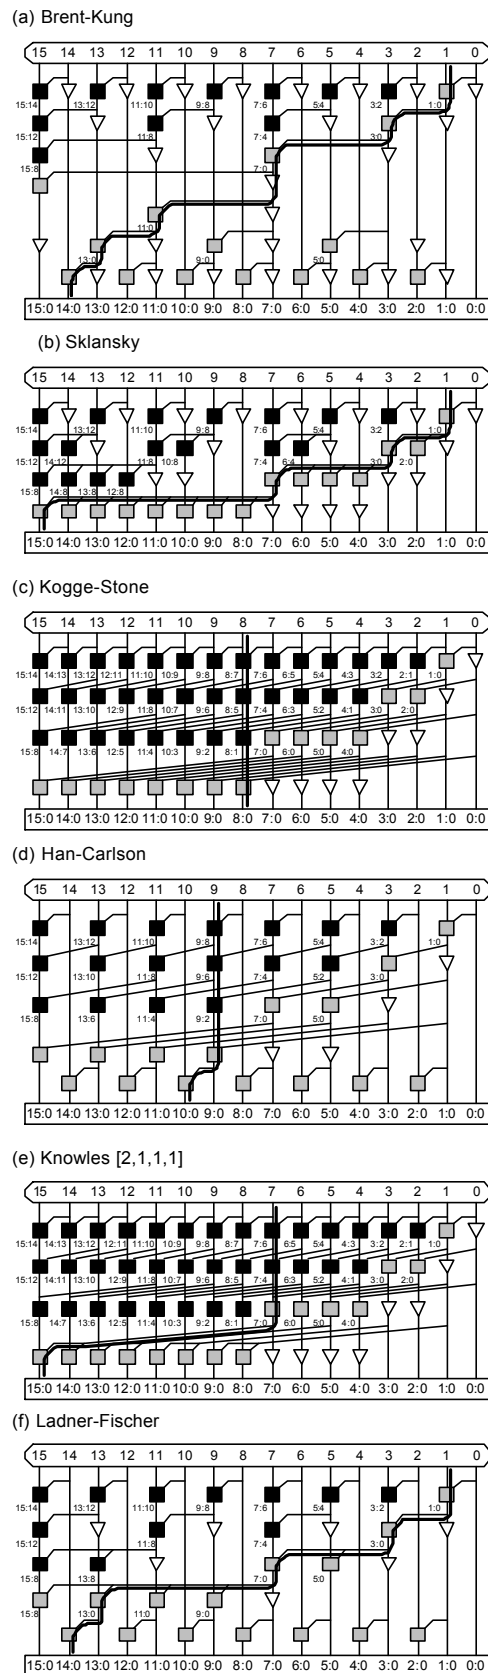 (a) Brent-Kung
15 14 13 12 11 10 9 8 7 6 5 4 3 2 1 0
15:14 13:12 11:10 9:8 7:6 5:4 3:2 1:0
15:12 11:8 7:4 3:0
15:8 7:0
11:0
13:0 9:0 5:0
15:0 14:0 13:0 12:0 11:0 10:0 9:0 8:0 7:0 6:0 5:0 4:0 3:0 2:0 1:0 0:0
(b) Sklansky
15 14 13 12 11 10 9 8 7 6 5 4 3 2 1 0
15:14 13:12 11:10 9:8 7:6 5:4 3:2 1:0
15:12 14:12 11:8 10:8 7:4 6:4 3:0 2:0
15:8 14:8 13:8 12:8
15:0 14:0 13:0 12:0 11:0 10:0 9:0 8:0 7:0 6:0 5:0 4:0 3:0 2:0 1:0 0:0
(c) Kogge-Stone
15 14 13 12 11 10 9 8 7 6 5 4 3 2 1 0
15:14 14:13 13:12 12:11 11:10 10:9 9:8 8:7 7:6 6:5 5:4 4:3 3:2 2:1 1:0
15:12 14:11 13:10 12:9 11:8 10:7 9:6 8:5 7:4 6:3 5:2 4:1 3:0 2:0
15:8 14:7 13:6 12:5 11:4 10:3 9:2 8:1 7:0 6:0 5:0 4:0
15:0 14:0 13:0 12:0 11:0 10:0 9:0 8:0 7:0 6:0 5:0 4:0 3:0 2:0 1:0 0:0
(d) Han-Carlson
15 14 13 12 11 10 9 8 7 6 5 4 3 2 1 0
15:14 13:12 11:10 9:8 7:6 5:4 3:2 1:0
15:12 13:10 11:8 9:6 7:4 5:2 3:0
15:8 13:6 11:4 9:2 7:0 5:0
15:0 14:0 13:0 12:0 11:0 10:0 9:0 8:0 7:0 6:0 5:0 4:0 3:0 2:0 1:0 0:0
(e) Knowles [2,1,1,1]
15 14 13 12 11 10 9 8 7 6 5 4 3 2 1 0
15:14 14:13 13:12 12:11 11:10 10:9 9:8 8:7 7:6 6:5 5:4 4:3 3:2 2:1 1:0
15:12 14:11 13:10 12:9 11:8 10:7 9:6 8:5 7:4 6:3 5:2 4:1 3:0 2:0
15:8 14:7 13:6 12:5 11:4 10:3 9:2 8:1 7:0 6:0 5:0 4:0
15:0 14:0 13:0 12:0 11:0 10:0 9:0 8:0 7:0 6:0 5:0 4:0 3:0 2:0 1:0 0:0
(f) Ladner-Fischer
15 14 13 12 11 10 9 8 7 6 5 4 3 2 1 0
15:14 13:12 11:10 9:8 7:6 5:4 3:2 1:0
15:12 11:8 7:4 3:0
15:8 13:8 7:0 5:0
13:0 11:0 9:0
15:0 14:0 13:0 12:0 11:0 10:0 9:0 8:0 7:0 6:0 5:0 4:0 3:0 2:0 1:0 0:0